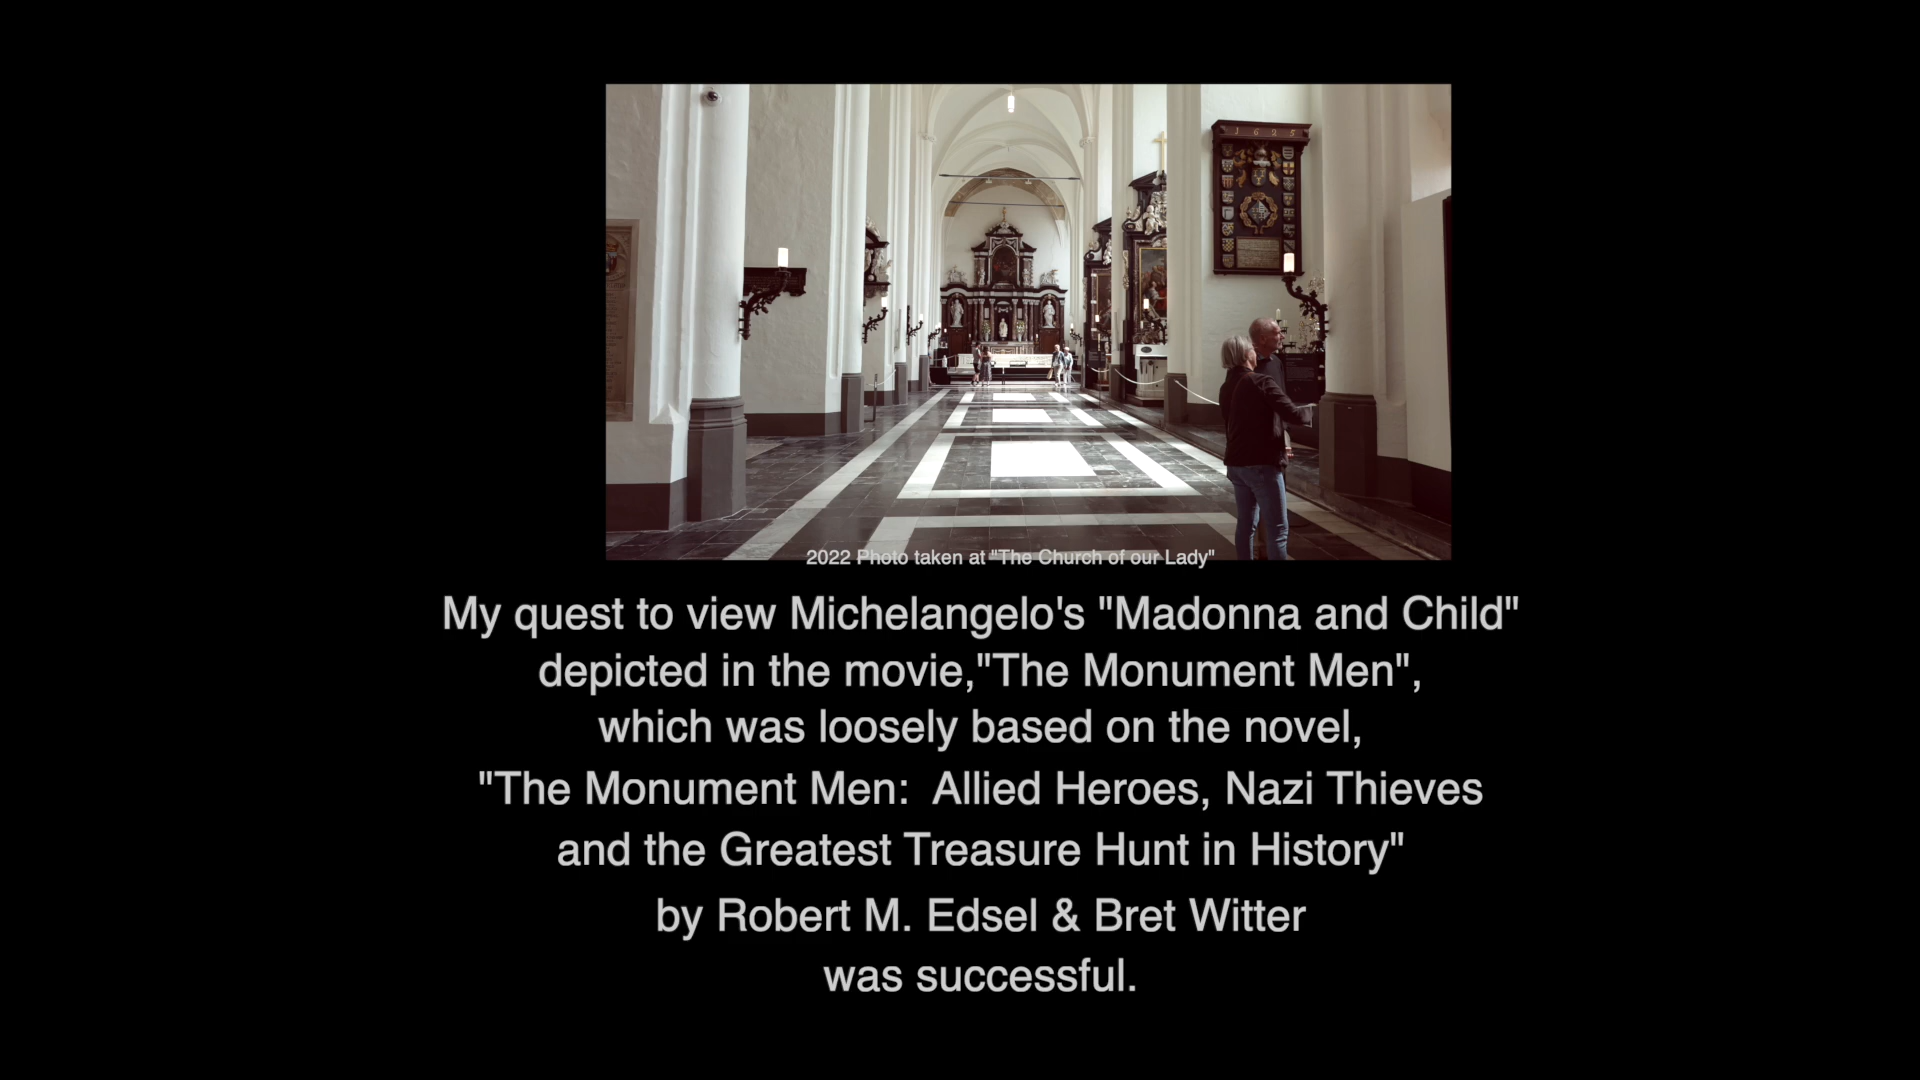 1625
2022 Photo taken at "The Church of our Lady"
My quest to view Michelangelo's "Madonna and Child"
depicted in the movie,"The Monument Men",
which was loosely based on the novel,
"The Monument Men:  Allied Heroes, Nazi Thieves
and the Greatest Treasure Hunt in History"
by Robert M. Edsel & Bret Witter
was successful.